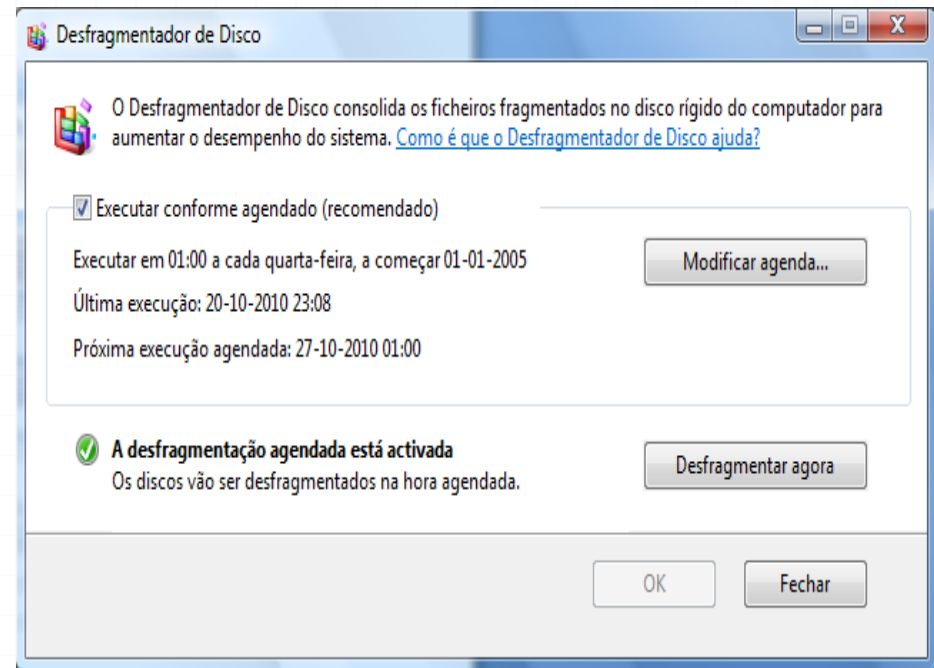 Desfragmentador de Disco
O Desfragmentador de Disco consolida os ficheiros fragmentados no disco rígido do computador para
aumentar o desempenho do sistema. Como é que o Desfragmentador de Disco ajuda?
Executar conforme agendado (recomendado)
Executar em 01:00 a cada quarta-feira, a começar 01-01-2005
Modificar agenda...
Última execução: 20-10-2010 23:08
Próxima execução agendada: 27-10-2010 01:00
A desfragmentação agendada está activada
Os discos vão ser desfragmentados na hora agendada.
Desfragmentar agora
OK
Fechar